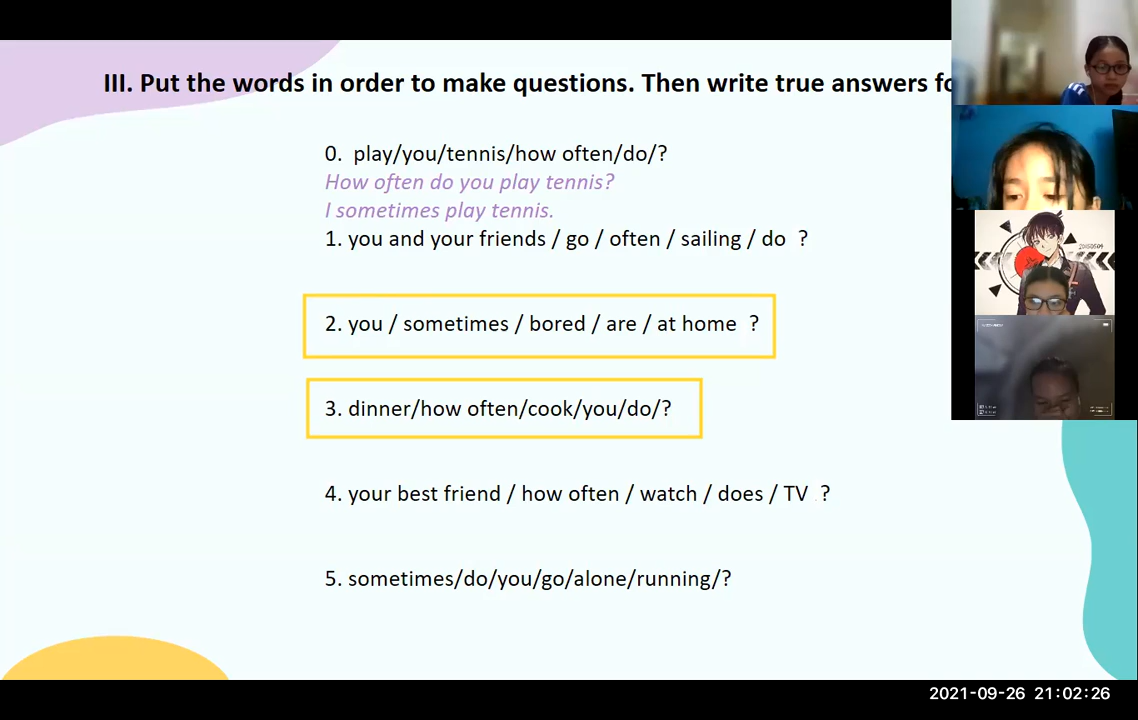 III. Put the words in order to make questions. Then write true answers
0. play/you/tennis/how often/do/?
How often do you play tennis?
I sometimes play tennis.
1. you and your friends / go / often / sailing / do ?
2. you / sometimes / bored / are / at home ?
3. dinner/how often/cook/you/do/?
4. your best friend / how often / watch / does / TV ?
5. sometimes/do/you/go/alone/running/?
20150509
2021-09-26 21:02:26